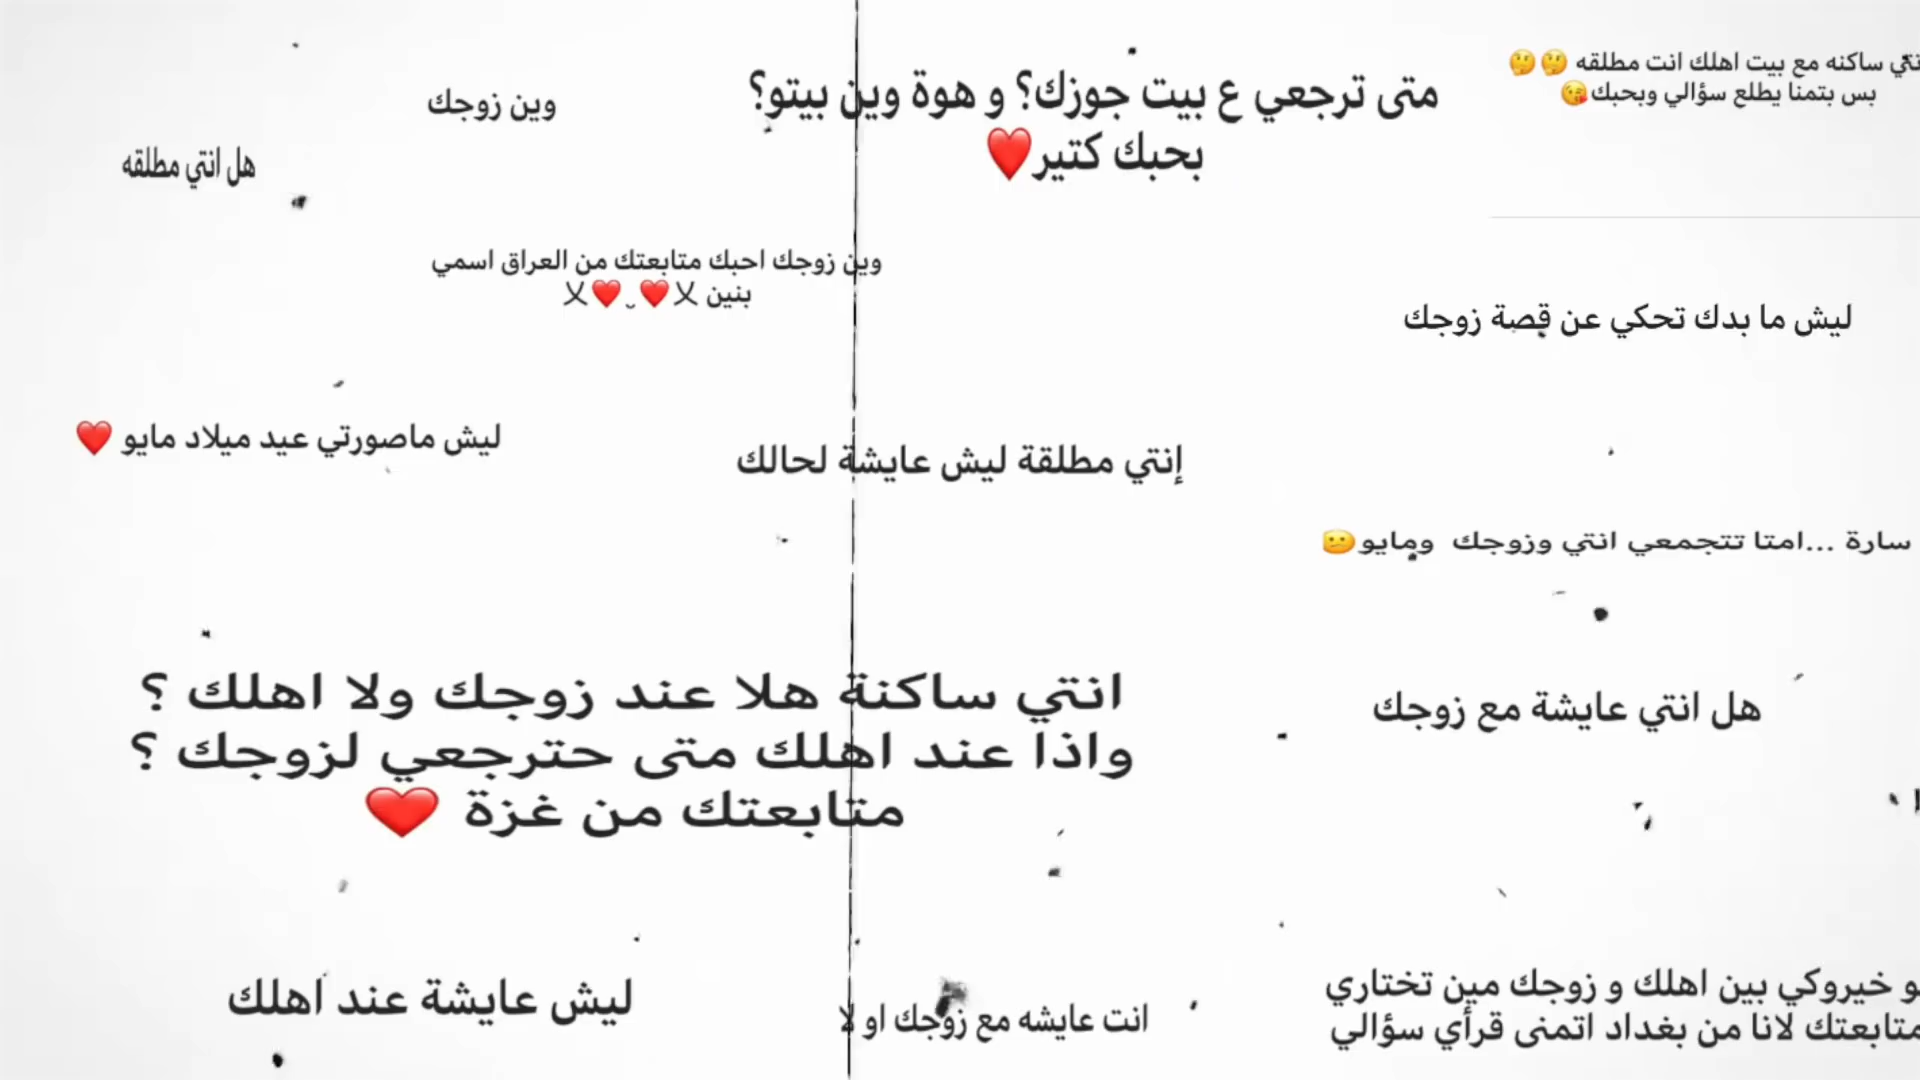 نتي ساكنه مع بيت اهلك انت مطلقه 🤔🤔
بس بتمنا يطلع سؤالي وبحبك😘
متى ترجعي ع بيت جوزك؟ و هوة وين بيتو؟
بحبك كتير❤️
وين زوجك
هل انتي مطلقه
وين زوجك احبك متابعتك من العراق اسمي
بنين 乂❤️ں❤️乂
ليش ما بدك تحكي عن قصة زوجك
ليش ماصورتي عيد ميلاد مايو ❤️
إنتي مطلقة ليش عايشة لحالك
سارة ...امتا تتجمعي انتي وزوجك ومايو🫤
انتي ساكنة هلا عند زوجك ولا اهلك ؟
واذا عند اهلك متى حترجعي لزوجك ؟
متابعتك من غزة ❤️
هل انتي عايشة مع زوجك
ليش عايشة عند اهلك
انت عايشه مع زوجك او لا
و خيروكي بين اهلك و زوجك مين تختاري
متابعتك لانا من بغداد اتمنى قرأي سؤالي